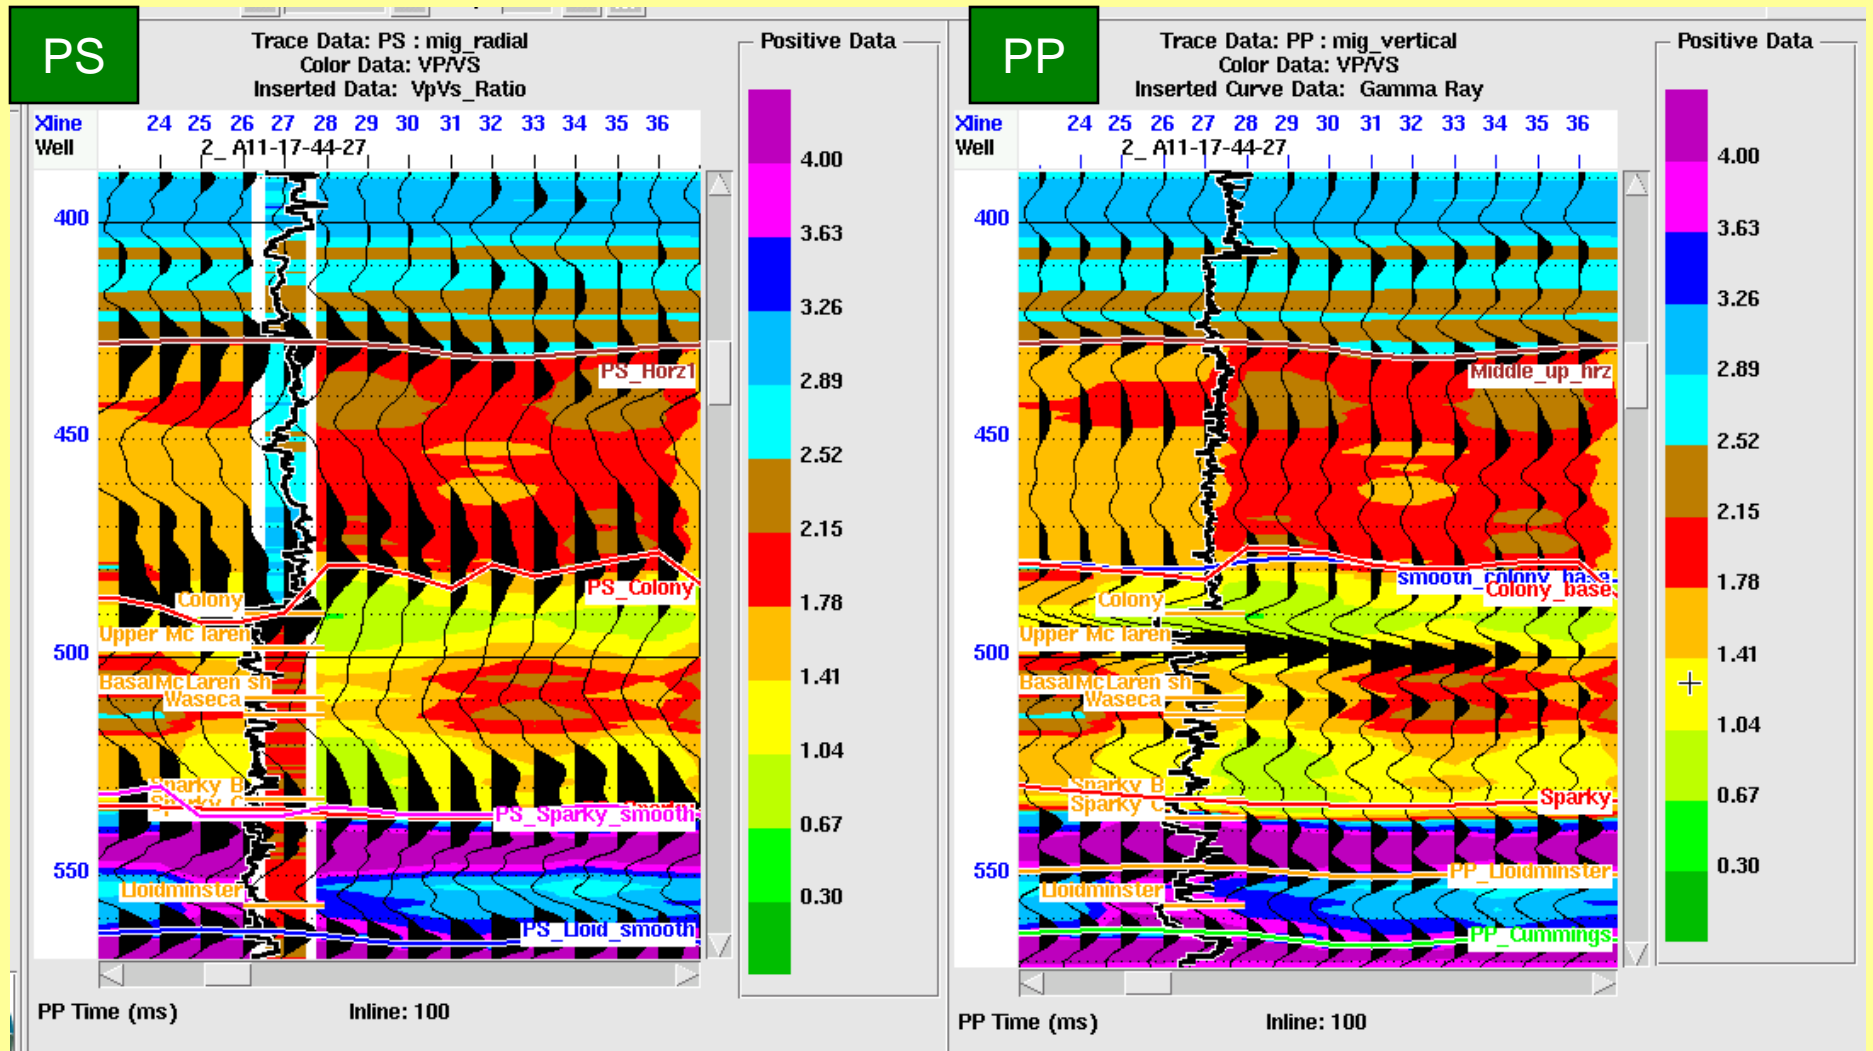 PS
Trace Data: PS : mig_radial
Color Data: VP/VS
Inserted Data: VpVs_Ratio
Positive Data
Xline 24 25 26 27 28 29 30 31 32 33 34 35 36
Well 2_ A11-17-44-27
400
450
500
550
PS_Horz1
PS_Colony
Colony
Upper Mc laren
BasalMcLaren sh
Waseca
Sparky B
Sparky C
PS_Sparky_smooth
Lloidminster
PS_Lloid_smooth
4.00
3.63
3.26
2.89
2.52
2.15
1.78
1.41
1.04
0.67
0.30
PP Time (ms) Inline: 100
PP
Trace Data: PP : mig_vertical
Color Data: VP/VS
Inserted Curve Data: Gamma Ray
Positive Data
Xline 24 25 26 27 28 29 30 31 32 33 34 35 36
Well 2_ A11-17-44-27
400
450
500
550
Middle_up_hrz
smooth_colony_base
Colony_base
Colony
Upper Mc laren
BasalMcLaren sh
Waseca
Sparky B
Sparky C
Sparky
PP_Lloidminster
Lloidminster
PP_Cummings
4.00
3.63
3.26
2.89
2.52
2.15
1.78
1.41
1.04
0.67
0.30
PP Time (ms) Inline: 100